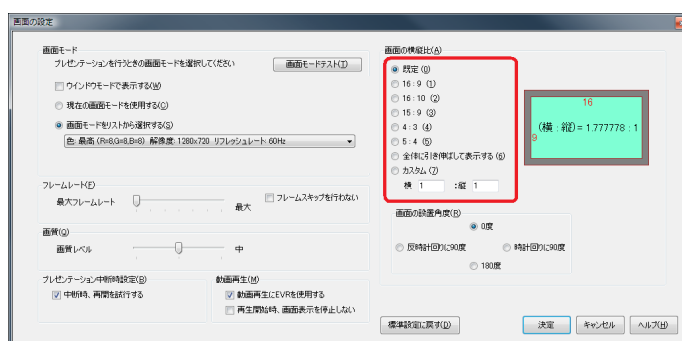 画面の設定
画面モード
プレゼンテーションを行うときの画面モードを選択してください
画面モードテスト(T)
ウインドウモードで表示する(W)
現在の画面モードを使用する(C)
画面モードをリストから選択する(S)
色: 最高 (R=8,G=8,B=8) 解像度: 1280x720 リフレッシュレート: 60Hz
フレームレート(F)
最大フレームレート
最大
フレームスキップを行わない
画質(Q)
画質レベル
中
プレゼンテーション中断時設定(B)
中断時、再開を試行する
動画再生(M)
動画再生にEVRを使用する
再生開始時、画面表示を停止しない
画面の横縦比(A)
既定 (0)
16 : 9 (1)
16 : 10 (2)
15 : 9 (3)
4 : 3 (4)
5 : 4 (5)
全体に引き伸ばして表示する (6)
カスタム (7)
横 1 :縦 1
16
9
(横 : 縦) = 1.777778 : 1
画面の設置角度(R)
0度
反時計回りに90度
時計回りに90度
180度
標準設定に戻す(D)
決定
キャンセル
ヘルプ(H)